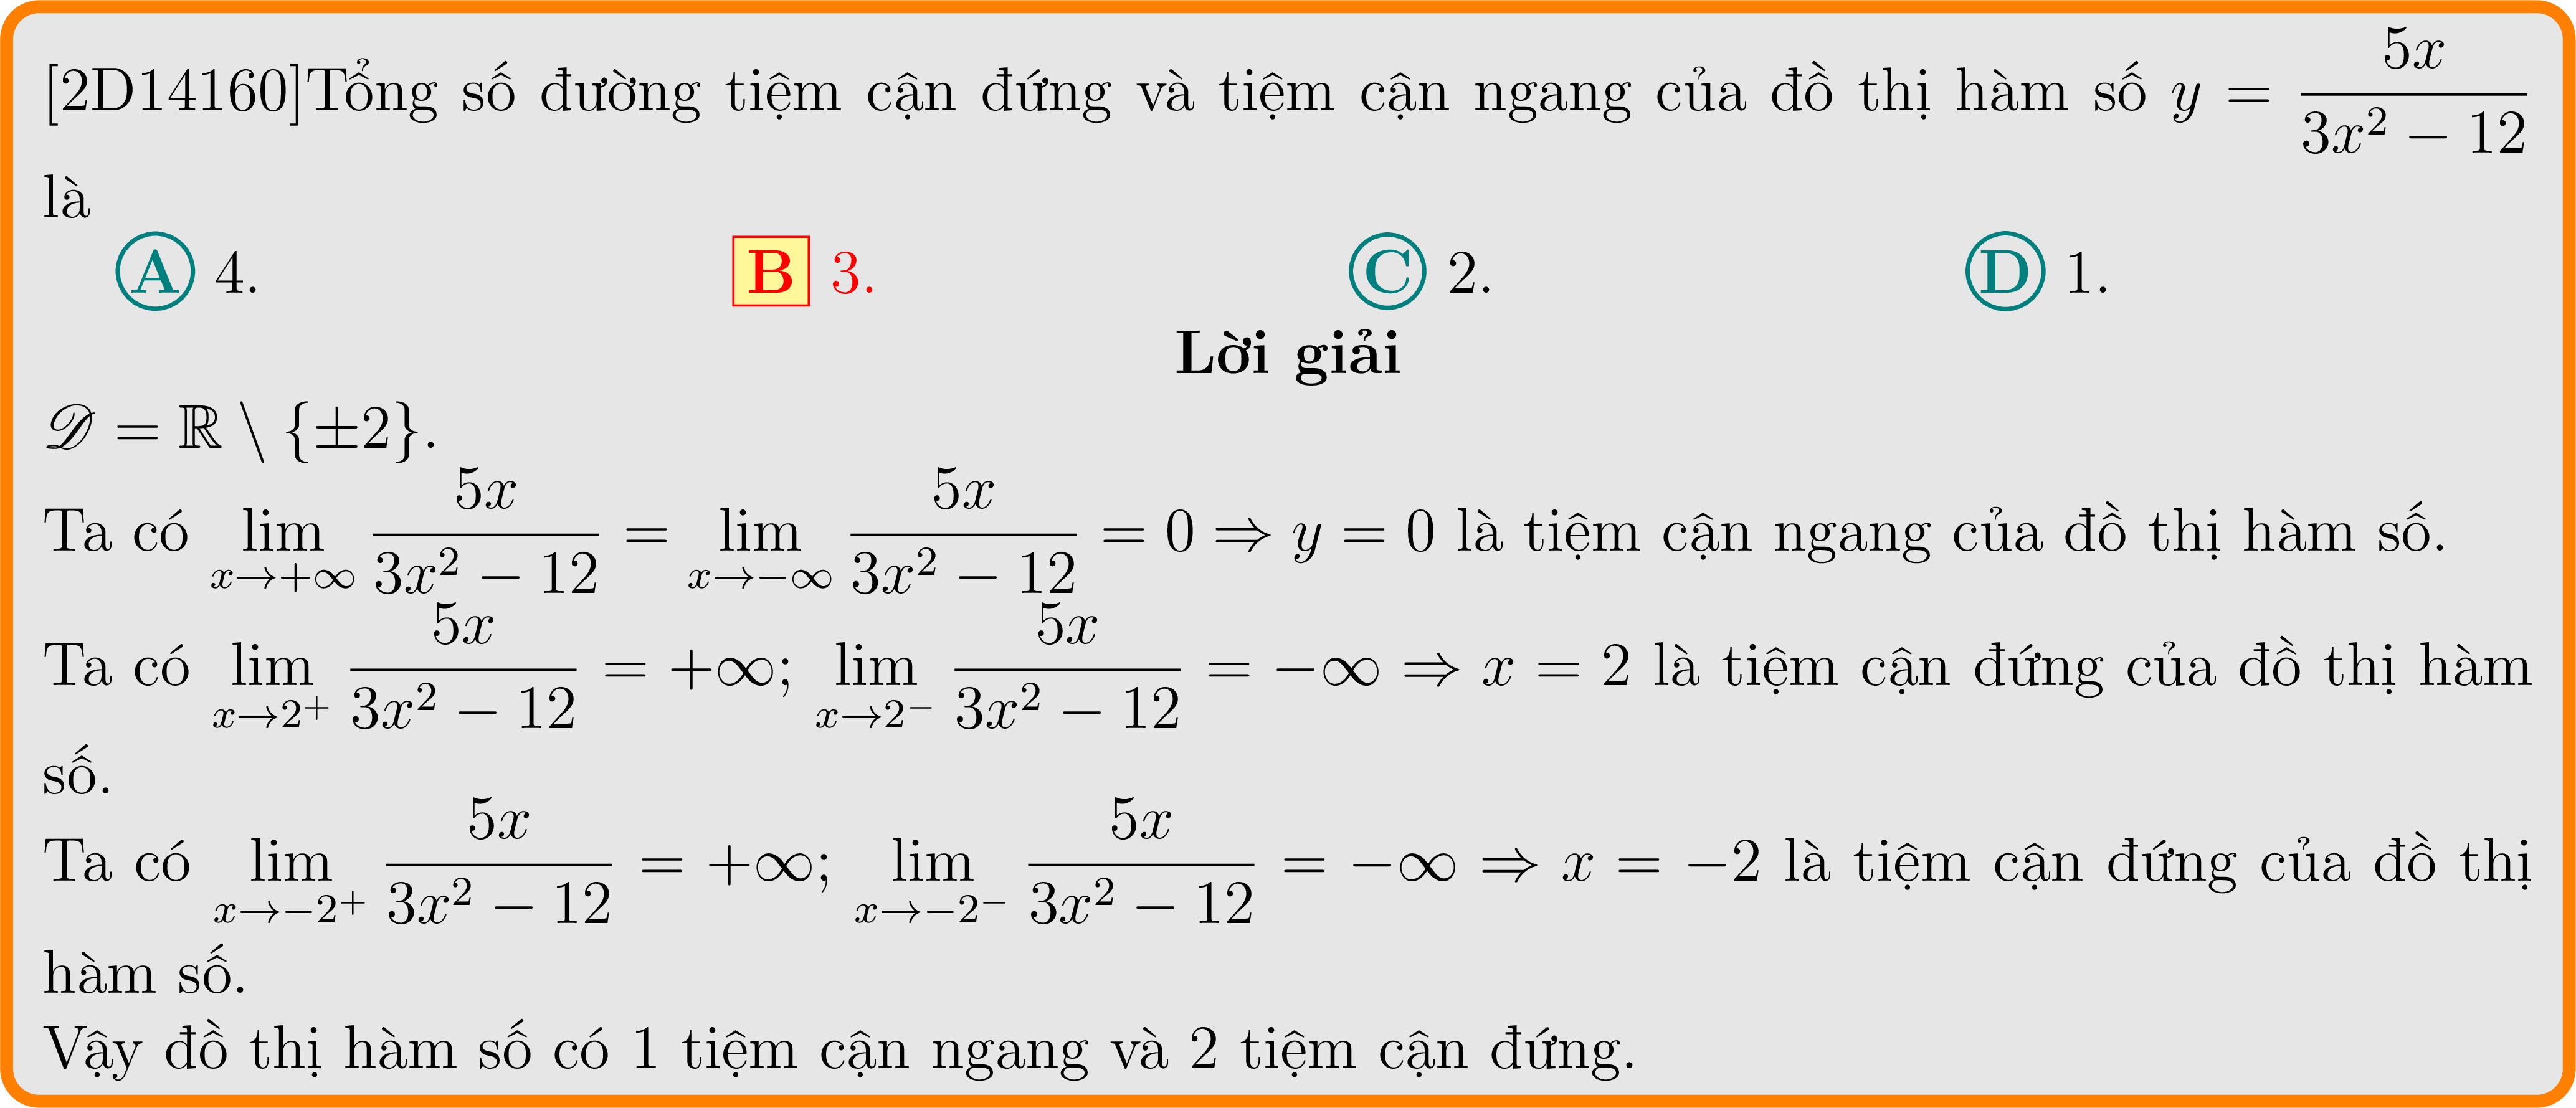 [2D14160]Tổng số đường tiệm cận đứng và tiệm cận ngang của đồ thị hàm số $y = \dfrac{5x}{3x^2 - 12}$
là
A 4. B 3. C 2. D 1.
Lời giải
$\mathscr{D} = \mathbb{R} \setminus \{\pm 2\}.$
Ta có $\lim\limits_{x \to +\infty} \dfrac{5x}{3x^2 - 12} = \lim\limits_{x \to -\infty} \dfrac{5x}{3x^2 - 12} = 0 \Rightarrow y = 0$ là tiệm cận ngang của đồ thị hàm số.
Ta có $\lim\limits_{x \to 2^+} \dfrac{5x}{3x^2 - 12} = +\infty; \lim\limits_{x \to 2^-} \dfrac{5x}{3x^2 - 12} = -\infty \Rightarrow x = 2$ là tiệm cận đứng của đồ thị hàm
số.
Ta có $\lim\limits_{x \to -2^+} \dfrac{5x}{3x^2 - 12} = +\infty; \lim\limits_{x \to -2^-} \dfrac{5x}{3x^2 - 12} = -\infty \Rightarrow x = -2$ là tiệm cận đứng của đồ thị
hàm số.
Vậy đồ thị hàm số có 1 tiệm cận ngang và 2 tiệm cận đứng.